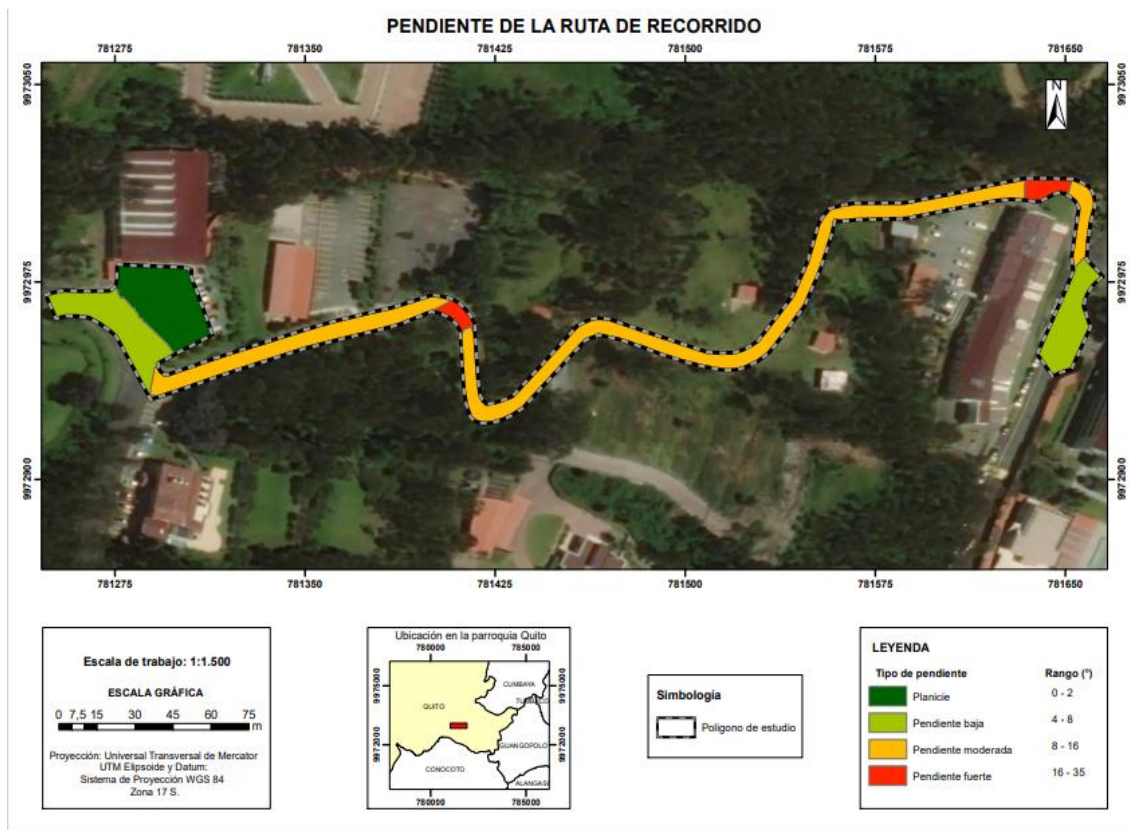 PENDIENTE DE LA RUTA DE RECORRIDO
781275 781350 781425 781500 781575 781650
9973050 9973050
N
9972975 9972975
9972900 9972900
781275 781350 781425 781500 781575 781650
Escala de trabajo: 1:1.500
ESCALA GRÁFICA
0 7,5 15 30 45 60 75
m
Proyección: Universal Transversal de Mercator
UTM Elipsoide y Datum:
Sistema de Proyección WGS 84
Zona 17 S.
Ubicación en la parroquia Quito
780000 785000
9975000 9975000
CUMBAYA
QUITO
GUANGOPOLO
9972000 9972000
CONOCOTO
780000 785000
Simbología
Polígono de estudio
LEYENDA
Tipo de pendiente Rango (°)
Planicie 0 - 2
Pendiente baja 4 - 8
Pendiente moderada 8 - 16
Pendiente fuerte 16 - 35